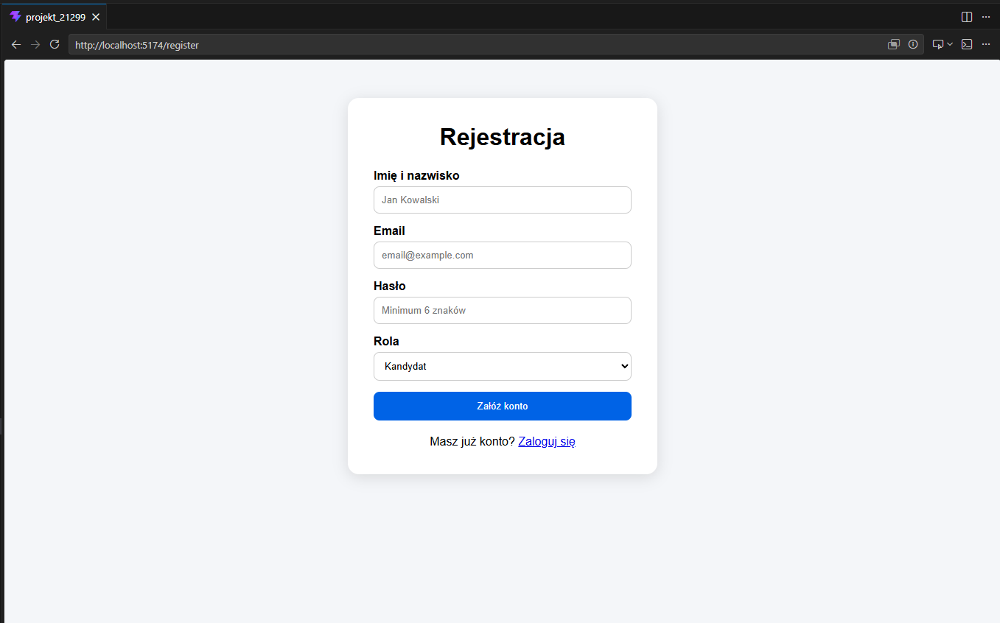 projekt_21299
http://localhost:5174/register
Rejestracja
Imię i nazwisko
Jan Kowalski
Email
email@example.com
Hasło
Minimum 6 znaków
Rola
Kandydat
Załóż konto
Masz już konto? Zaloguj się